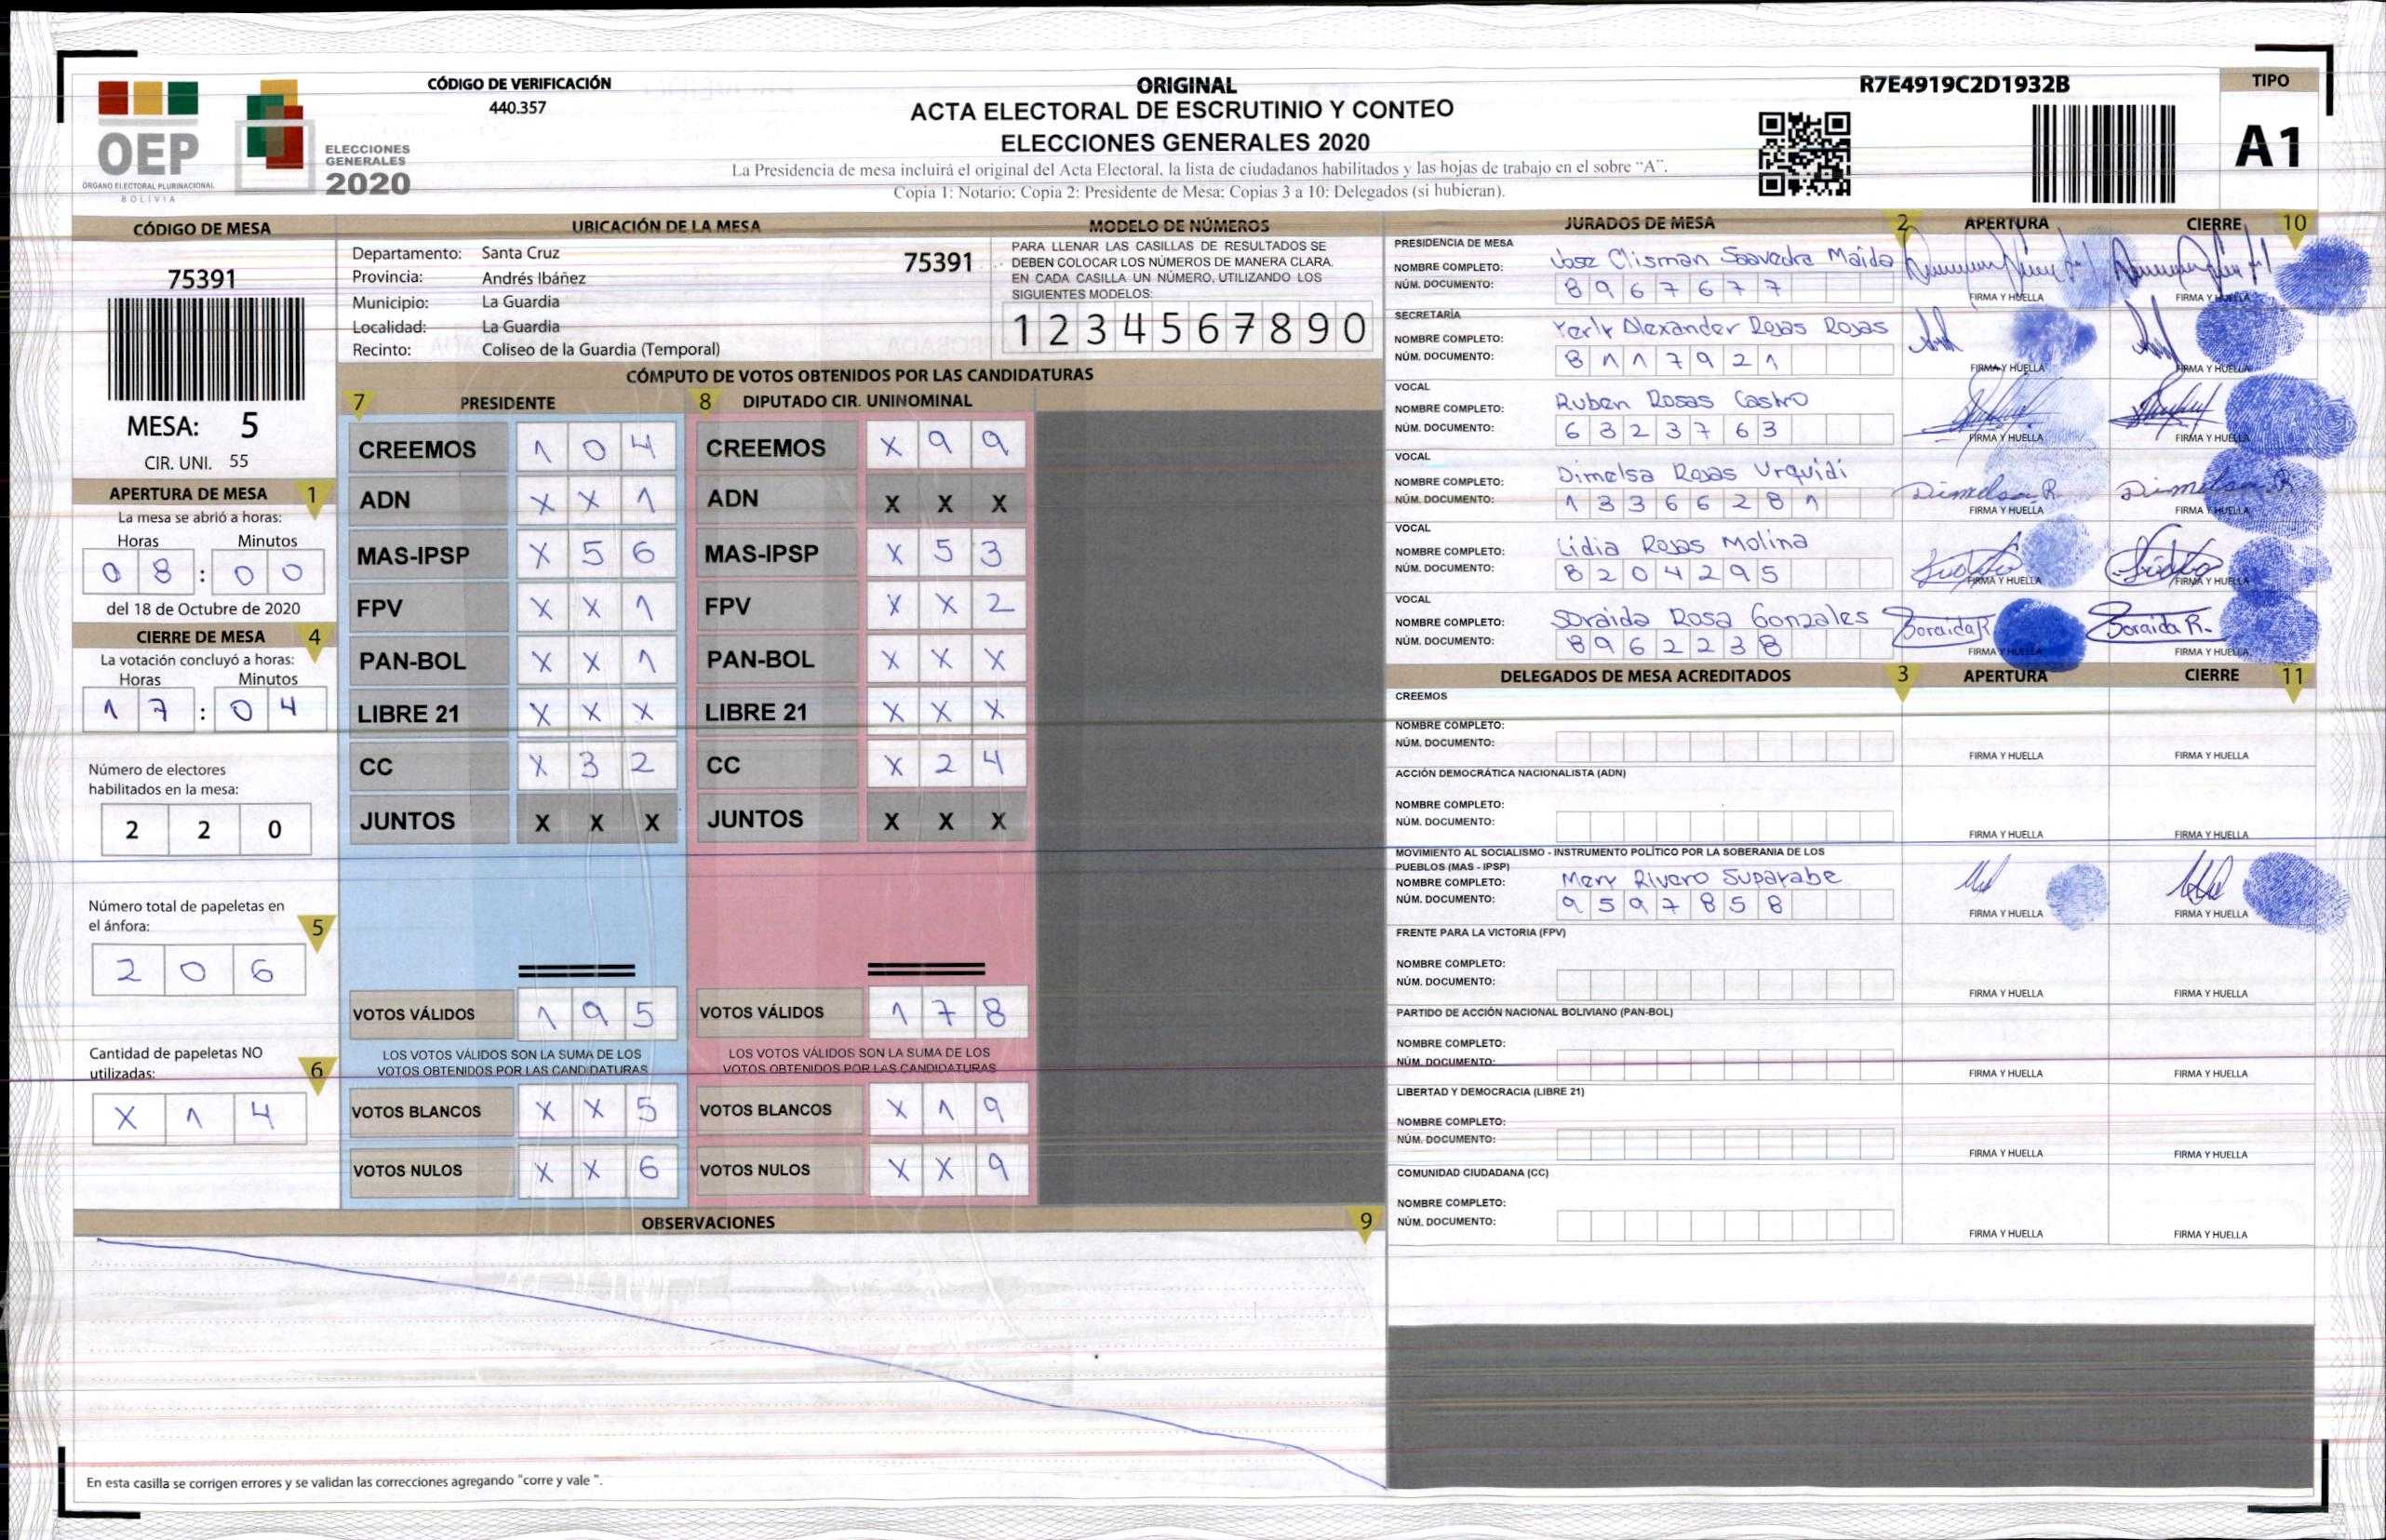 CÓDIGO DE VERIFICACIÓN
440.357
ORIGINAL
ACTA ELECTORAL DE ESCRUTINIO Y CONTEO
ELECCIONES GENERALES 2020
La Presidencia de mesa incluirá el original del Acta Electoral, la lista de ciudadanos habilitados y las hojas de trabajo en el sobre "A".
Copia 1: Notario; Copia 2: Presidente de Mesa; Copias 3 a 10: Delegados (si hubieran).
R7E4919C2D1932B
TIPO
A1
OEP
ÓRGANO ELECTORAL PLURINACIONAL
BOLIVIA
ELECCIONES
GENERALES
2020
CÓDIGO DE MESA
75391
MESA: 5
CIR. UNI. 55
APERTURA DE MESA 1
La mesa se abrió a horas:
Horas Minutos
0 8 : 0 0
del 18 de Octubre de 2020
CIERRE DE MESA 4
La votación concluyó a horas:
Horas Minutos
1 7 : 0 4
Número de electores
habilitados en la mesa:
2 2 0
Número total de papeletas en
el ánfora:
5
2 0 6
Cantidad de papeletas NO
utilizadas:
6
X 1 4
UBICACIÓN DE LA MESA
Departamento: Santa Cruz
75391
Provincia: Andrés Ibáñez
Municipio: La Guardia
Localidad: La Guardia
Recinto: Coliseo de la Guardia (Temporal)
MODELO DE NÚMEROS
PARA LLENAR LAS CASILLAS DE RESULTADOS SE
DEBEN COLOCAR LOS NÚMEROS DE MANERA CLARA.
EN CADA CASILLA UN NÚMERO, UTILIZANDO LOS
SIGUIENTES MODELOS:
1 2 3 4 5 6 7 8 9 0
CÓMPUTO DE VOTOS OBTENIDOS POR LAS CANDIDATURAS
7 PRESIDENTE 8 DIPUTADO CIR. UNINOMINAL
CREEMOS 1 0 4 CREEMOS X 9 9
ADN X X 1 ADN X X X
MAS-IPSP X 5 6 MAS-IPSP X 5 3
FPV X X 1 FPV X X 2
PAN-BOL X X 1 PAN-BOL X X X
LIBRE 21 X X X LIBRE 21 X X X
CC X 3 2 CC X 2 4
JUNTOS X X X JUNTOS X X X
VOTOS VÁLIDOS 1 9 5 VOTOS VÁLIDOS 1 7 8
LOS VOTOS VÁLIDOS SON LA SUMA DE LOS LOS VOTOS VÁLIDOS SON LA SUMA DE LOS
VOTOS OBTENIDOS POR LAS CANDIDATURAS VOTOS OBTENIDOS POR LAS CANDIDATURAS
VOTOS BLANCOS X X 5 VOTOS BLANCOS X 1 9
VOTOS NULOS X X 6 VOTOS NULOS X X 9
OBSERVACIONES 9
En esta casilla se corrigen errores y se validan las correcciones agregando "corre y vale ".
JURADOS DE MESA 2 APERTURA CIERRE 10
PRESIDENCIA DE MESA
NOMBRE COMPLETO: Jose Clisman Saavedra Maida
NÚM. DOCUMENTO: 8 9 6 7 6 7 7
FIRMA Y HUELLA FIRMA Y HUELLA
SECRETARÍA
NOMBRE COMPLETO: Yerly Alexander Rojas Rojas
NÚM. DOCUMENTO: 8 1 1 7 9 2 1
FIRMA Y HUELLA FIRMA Y HUELLA
VOCAL
NOMBRE COMPLETO: Ruben Rosas Castro
NÚM. DOCUMENTO: 6 3 2 3 7 6 3
FIRMA Y HUELLA FIRMA Y HUELLA
VOCAL
NOMBRE COMPLETO: Dimelsa Rojas Urquidi
NÚM. DOCUMENTO: 1 3 3 6 6 2 8 1
Dimelsa R. Dimelsa R
FIRMA Y HUELLA FIRMA Y HUELLA
VOCAL
NOMBRE COMPLETO: Lidia Rojas Molina
NÚM. DOCUMENTO: 8 2 0 4 2 9 5
FIRMA Y HUELLA FIRMA Y HUELLA
VOCAL
NOMBRE COMPLETO: Soraida Rosa Gonzales
NÚM. DOCUMENTO: 8 9 6 2 2 3 8
Soraida R Soraida R.
FIRMA Y HUELLA FIRMA Y HUELLA
DELEGADOS DE MESA ACREDITADOS 3 APERTURA CIERRE 11
CREEMOS
NOMBRE COMPLETO:
NÚM. DOCUMENTO:
FIRMA Y HUELLA FIRMA Y HUELLA
ACCIÓN DEMOCRÁTICA NACIONALISTA (ADN)
NOMBRE COMPLETO:
NÚM. DOCUMENTO:
FIRMA Y HUELLA FIRMA Y HUELLA
MOVIMIENTO AL SOCIALISMO - INSTRUMENTO POLÍTICO POR LA SOBERANIA DE LOS
PUEBLOS (MAS - IPSP)
NOMBRE COMPLETO: Mery Rivero Suparabe
NÚM. DOCUMENTO: 9 5 9 7 8 5 8
FIRMA Y HUELLA FIRMA Y HUELLA
FRENTE PARA LA VICTORIA (FPV)
NOMBRE COMPLETO:
NÚM. DOCUMENTO:
FIRMA Y HUELLA FIRMA Y HUELLA
PARTIDO DE ACCIÓN NACIONAL BOLIVIANO (PAN-BOL)
NOMBRE COMPLETO:
NÚM. DOCUMENTO:
FIRMA Y HUELLA FIRMA Y HUELLA
LIBERTAD Y DEMOCRACIA (LIBRE 21)
NOMBRE COMPLETO:
NÚM. DOCUMENTO:
FIRMA Y HUELLA FIRMA Y HUELLA
COMUNIDAD CIUDADANA (CC)
NOMBRE COMPLETO:
NÚM. DOCUMENTO:
FIRMA Y HUELLA FIRMA Y HUELLA